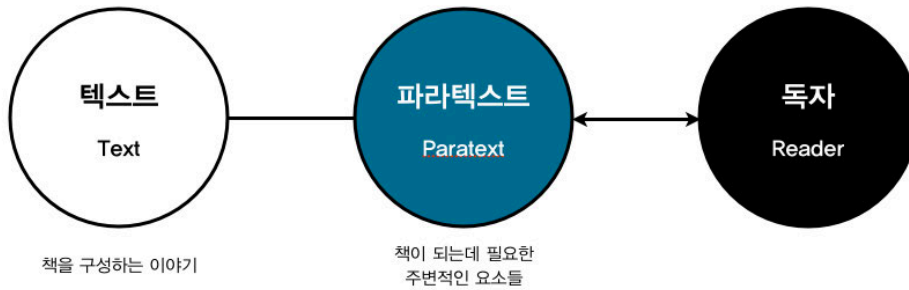 텍스트
Text
책을 구성하는 이야기
파라텍스트
Paratext
책이 되는데 필요한
주변적인 요소들
독자
Reader